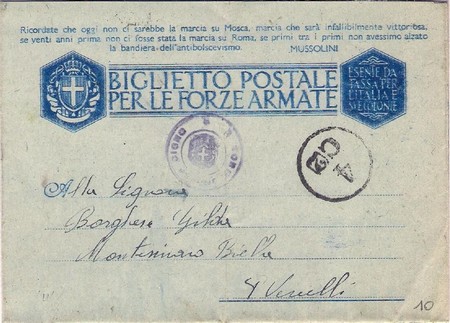 Ricordate che oggi non ci sarebbe la marcia su Mosca, marcia che sarà infallibilmente vittoriosa,
se venti anni prima non ci fosse stata la marcia su Roma, se primi tra i primi non avessimo alzato
la bandiera dell'antibolscevismo. MUSSOLINI
BIGLIETTO POSTALE
PER LE FORZE ARMATE
ESENTE DA
TASSA PER
L'ITALIA E
COLONIE
A
Alla Signora
Borghese Gilda
Biella
Vercelli
10